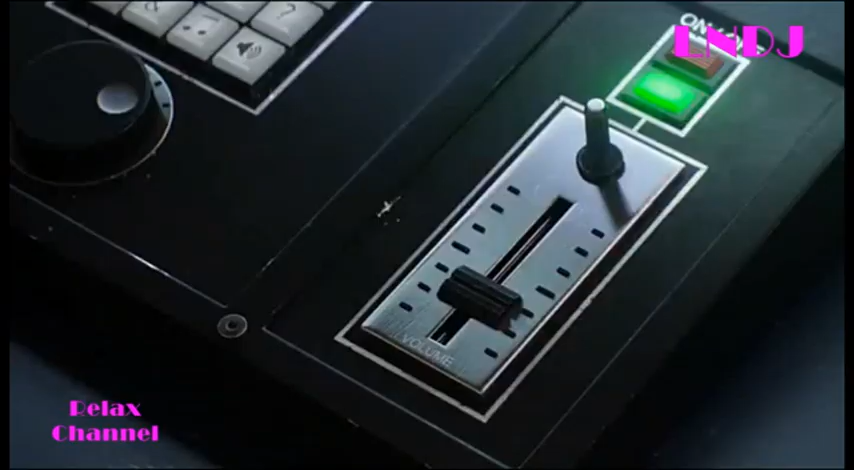 &
?
LNDJ
VOLUME
Relax
Channel